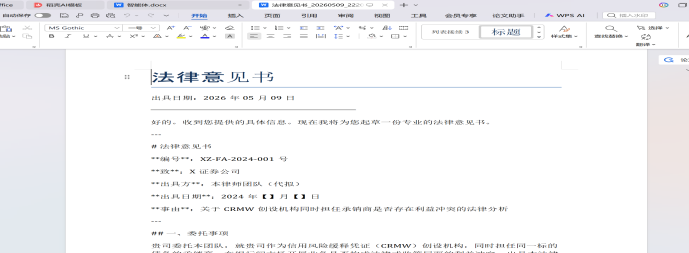 ffice 稻壳AI模板 智能体.docx 法律意见书_20260509_222
自动保存 开始 插入 页面 引用 审阅 视图 工具 会员专享 论文助手 WPS AI
粘贴 MS Gothic 一号 列表段落 3 标题 样式集 查找替换 选择
B I U A X² A 翻译
法律意见书
出具日期：2026 年 05 月 09 日
好的。收到您提供的具体信息。现在我将为您起草一份专业的法律意见书。
---
# 法律意见书
**编号**：XZ-FA-2024-001 号
**致**：X 证券公司
**出具方**：本律师团队（代拟）
**出具日期**：2024 年【】月【】日
**事由**：关于 CRMW 创设机构同时担任承销商是否存在利益冲突的法律分析
---
## 一、委托事项
贵司委托本团队，就贵司作为信用风险缓释凭证（CRMW）创设机构，同时担任同一标的